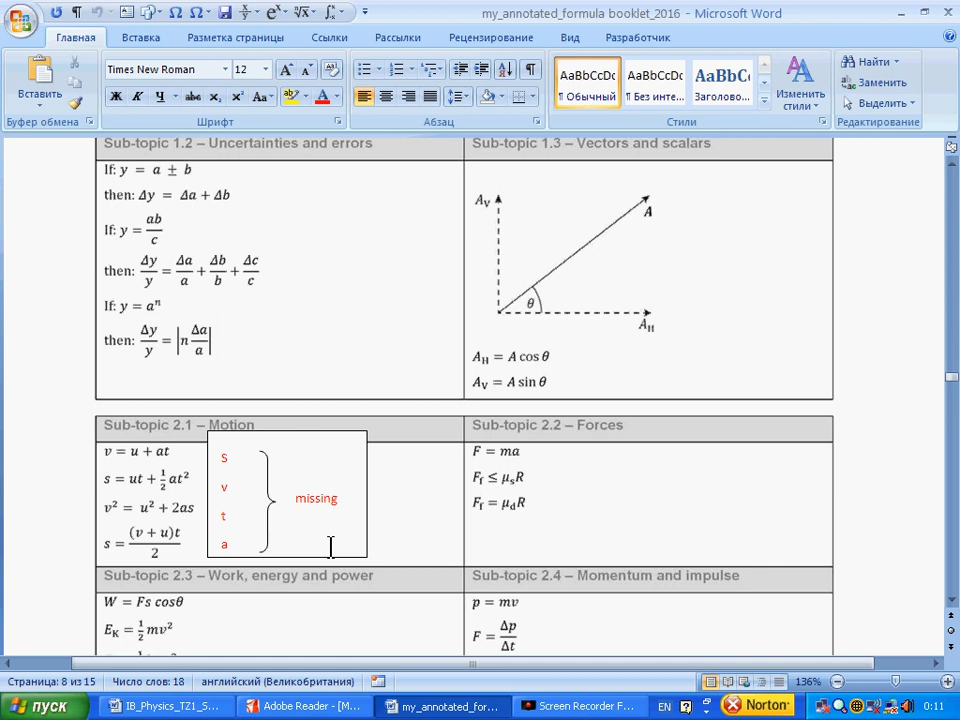 my_annotated_formula booklet_2016 - Microsoft Word
Главная Вставка Разметка страницы Ссылки Рассылки Рецензирование Вид Разработчик
Вставить
Times New Roman 12
Ж К Ч abc x₂ x² Aa
AaBbCcDc AaBbCcDc AaBbC
¶ Обычный ¶ Без инте... Заголово...
Изменить стили
Найти
Заменить
Выделить
Буфер обмена Шрифт Абзац Стили Редактирование
Sub-topic 1.2 – Uncertainties and errors
If: y = a ± b
then: Δy = Δa + Δb
If: y = ab/c
then: Δy/y = Δa/a + Δb/b + Δc/c
If: y = aⁿ
then: Δy/y = |n Δa/a|
Sub-topic 1.3 – Vectors and scalars
A_V
A
θ
A_H
A_H = A cos θ
A_V = A sin θ
Sub-topic 2.1 – Motion
v = u + at
s = ut + ½at²
v² = u² + 2as
s = (v + u)t/2
S
v
t
a
missing
Sub-topic 2.2 – Forces
F = ma
F_f ≤ μ_s R
F_f = μ_d R
Sub-topic 2.3 – Work, energy and power
W = Fs cosθ
E_K = ½mv²
Sub-topic 2.4 – Momentum and impulse
p = mv
F = Δp/Δt
Страница: 8 из 15 Число слов: 18 английский (Великобритания) 136%
пуск IB_Physics_TZ1_S... Adobe Reader - [M... my_annotated_for... Screen Recorder F... EN Norton 0:11